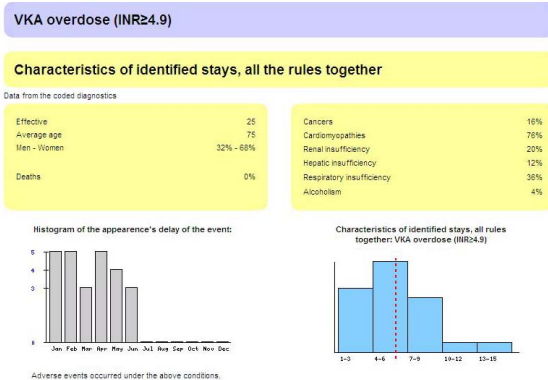 VKA overdose (INR≥4.9)
Characteristics of identified stays, all the rules together
Data from the coded diagnostics
Effective 25
Average age 75
Men - Women 32% - 68%
Deaths 0%
Cancers 16%
Cardiomyopathies 76%
Renal insufficiency 20%
Hepatic insufficiency 12%
Respiratory insufficiency 36%
Alcoholism 4%
Histogram of the appearence's delay of the event:
5
4
3
0
Jan Feb Mar Apr May Jun Jul Aug Sep Oct Nov Dec
Adverse events occurred under the above conditions.
Characteristics of identified stays, all rules
together: VKA overdose (INR≥4.9)
1-3 4-6 7-9 10-12 13-15